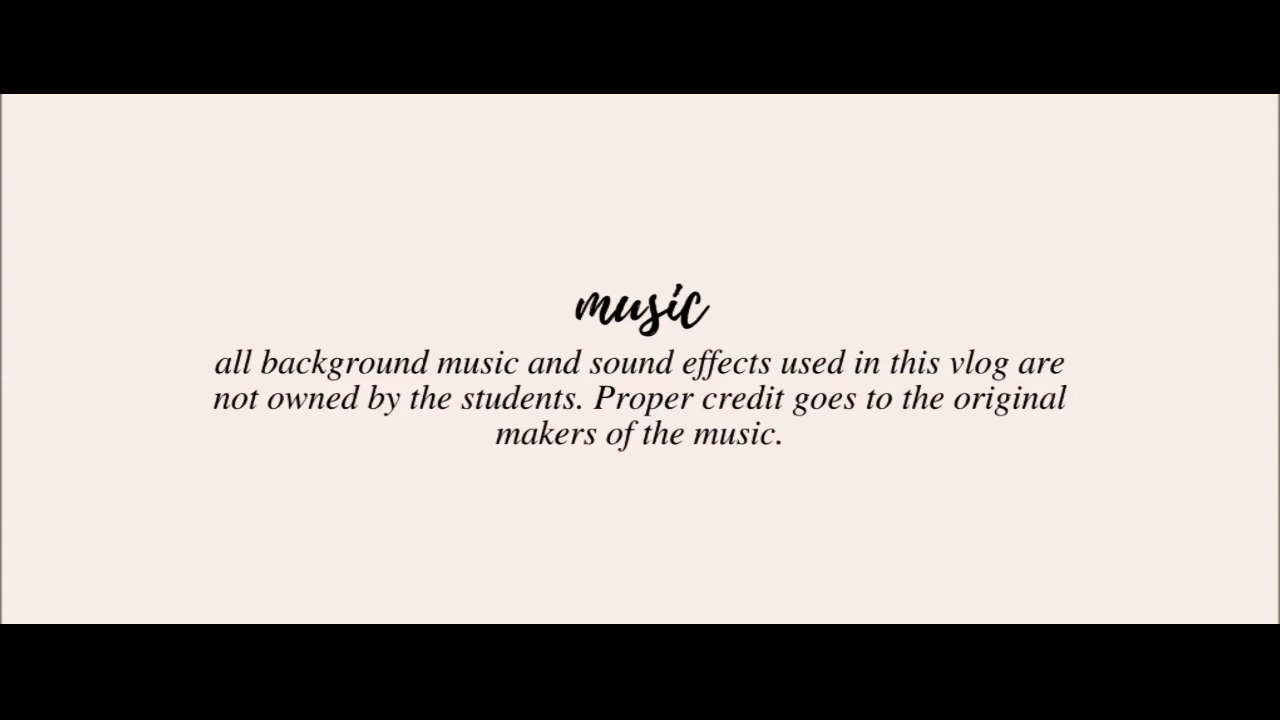 music
all background music and sound effects used in this vlog are
not owned by the students. Proper credit goes to the original
makers of the music.